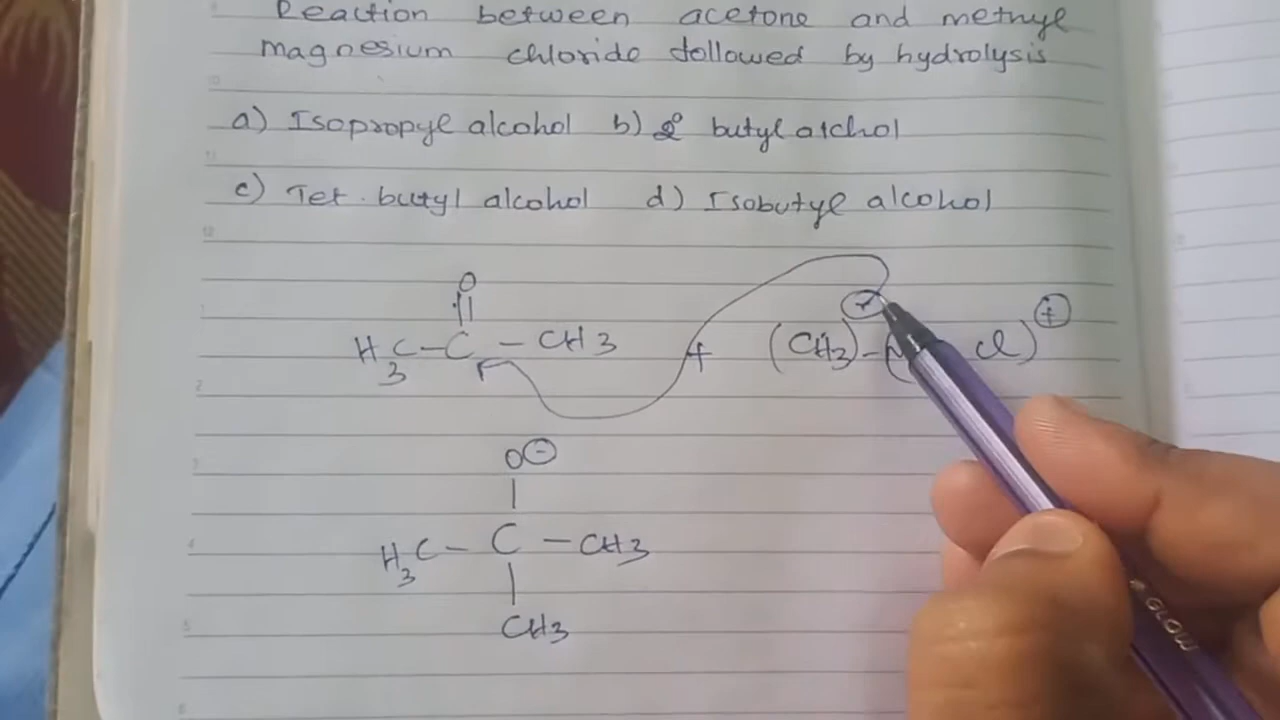 Reaction between acetone and methyl
magnesium chloride followed by hydrolysis
a) Isopropyl alcohol b) 2° butyl alchol
c) Tet. butyl alcohol d) Isobutyl alcohol
O
H3C - C - CH3 + (CH3) - ( Cl) +
O -
H3C - C - CH3
CH3
GLOW